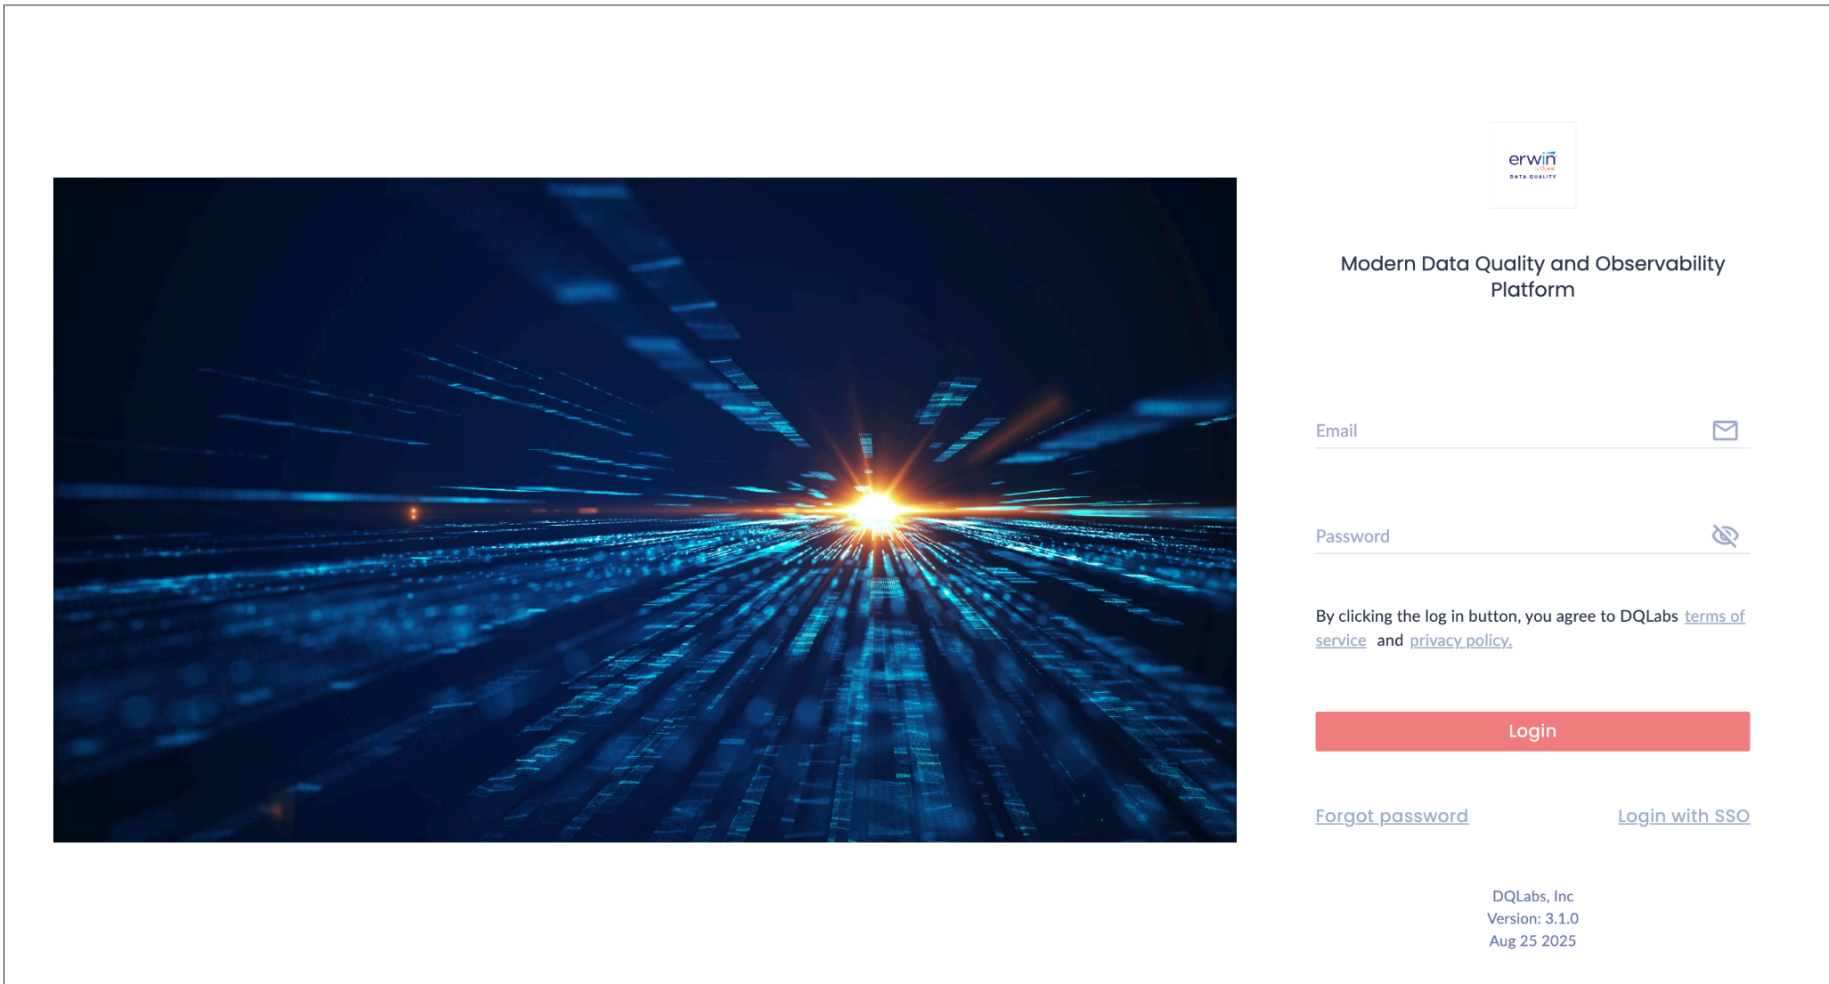 erwin
by Quest
DATA QUALITY
Modern Data Quality and Observability
Platform
Email
Password
By clicking the log in button, you agree to DQLabs terms of
service and privacy policy.
Login
Forgot password Login with SSO
DQLabs, Inc
Version: 3.1.0
Aug 25 2025